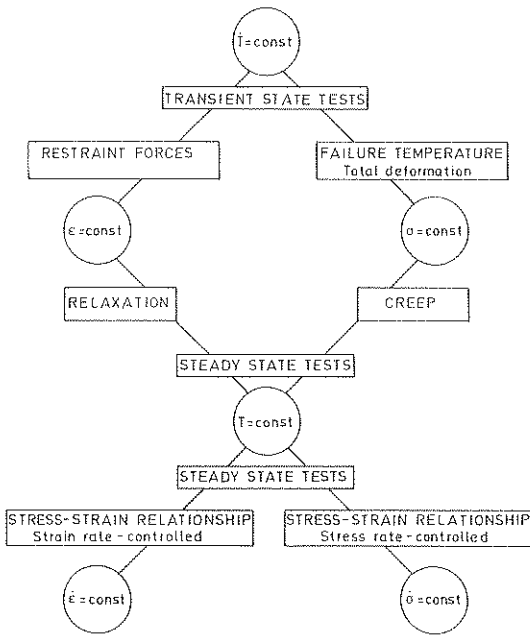 Ṫ=const
TRANSIENT STATE TESTS
RESTRAINT FORCES
FAILURE TEMPERATURE
Total deformation
ε=const
σ=const
RELAXATION
CREEP
STEADY STATE TESTS
T=const
STEADY STATE TESTS
STRESS-STRAIN RELATIONSHIP
Strain rate-controlled
STRESS-STRAIN RELATIONSHIP
Stress rate-controlled
ε̇=const
σ̇=const